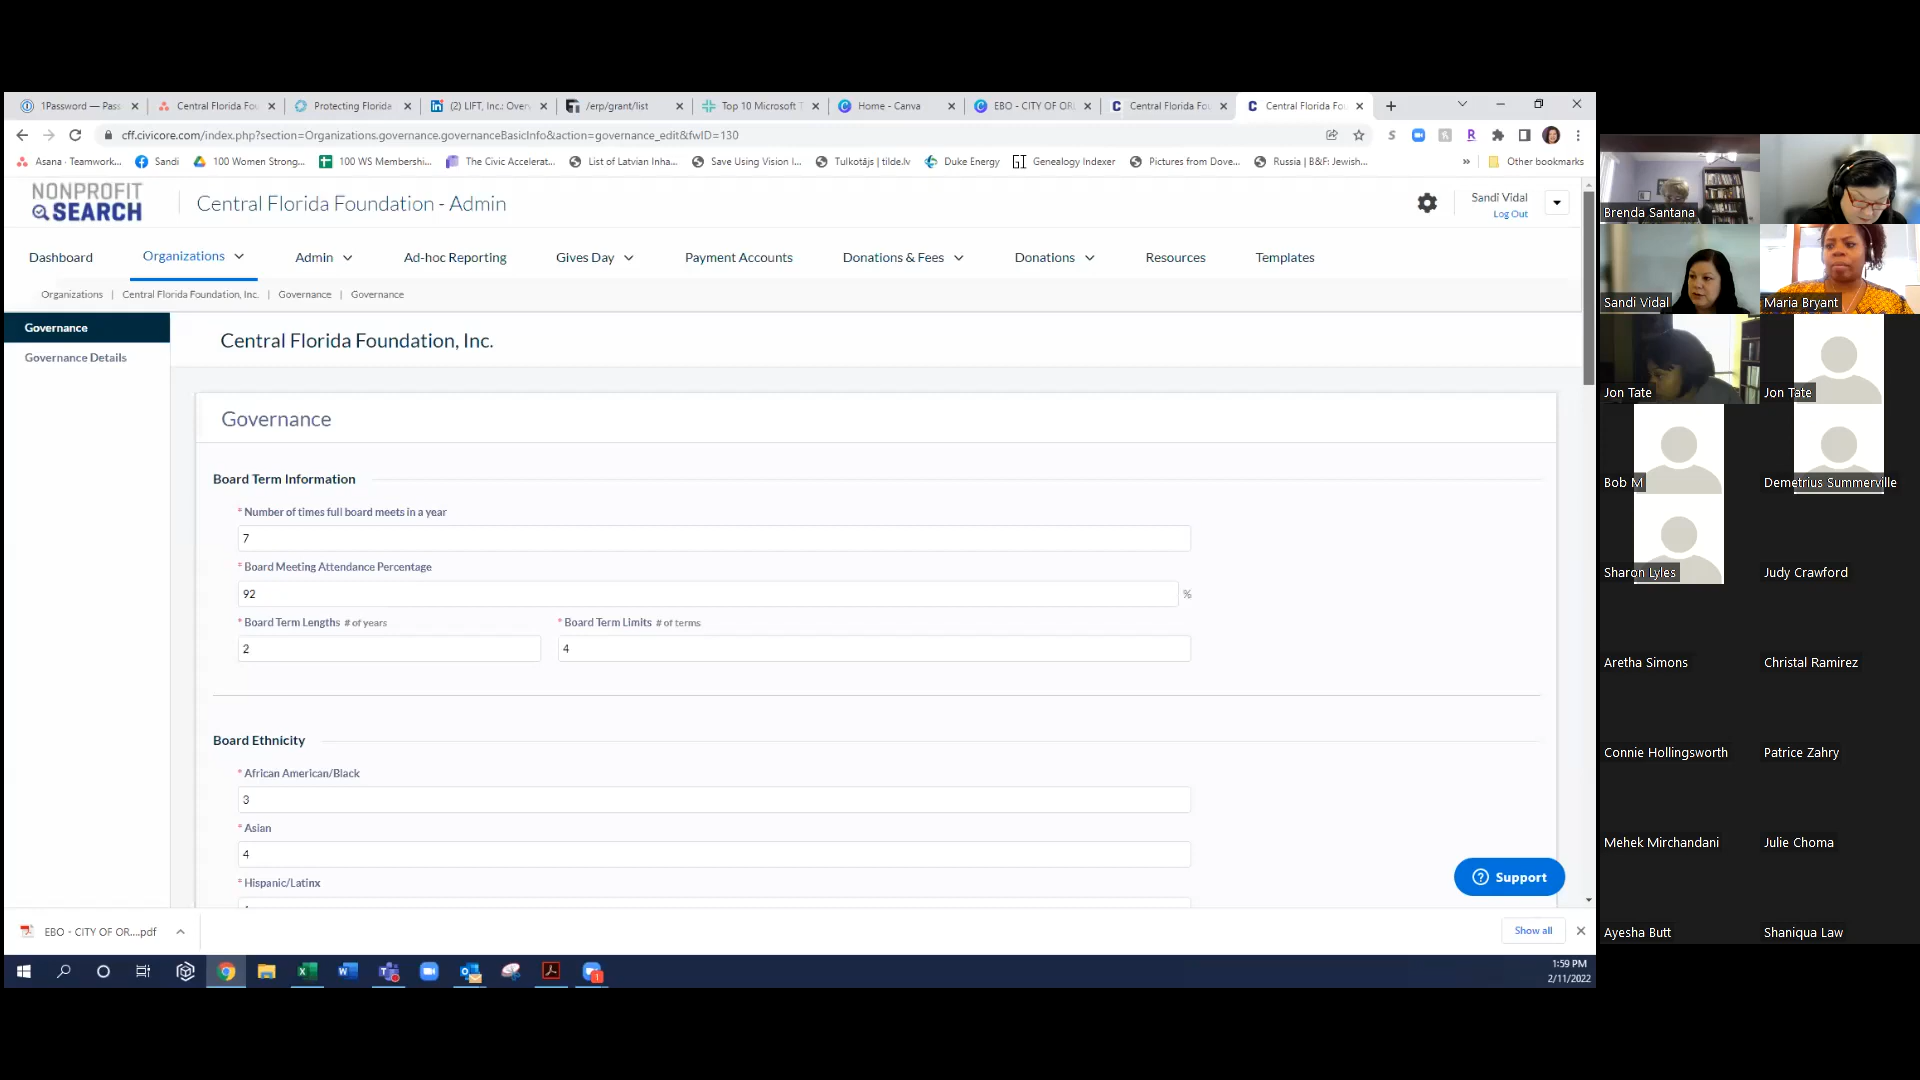 1Password — Pass
Central Florida Fou
Protecting Florida
(2) LIFT, Inc.: Over
/erp/grant/list
Top 10 Microsoft T
Home - Canva
EBO - CITY OF OR
Central Florida Fou
Central Florida Fou
cff.civicore.com/index.php?section=Organizations.governance.governanceBasicInfo&action=governance_edit&fwID=130
Asana · Teamwork...
Sandi
100 Women Strong...
100 WS Membershi...
The Civic Accelerat...
List of Latvian Inha...
Save Using Vision I...
Tulkotājs | tilde.lv
Duke Energy
Genealogy Indexer
Pictures from Dove...
Russia | B&F: Jewish...
»
Other bookmarks
NONPROFIT
SEARCH
Central Florida Foundation - Admin
Sandi Vidal
Log Out
Dashboard
Organizations
Admin
Ad-hoc Reporting
Gives Day
Payment Accounts
Donations & Fees
Donations
Resources
Templates
Organizations | Central Florida Foundation, Inc. | Governance | Governance
Governance
Governance Details
Central Florida Foundation, Inc.
Governance
Board Term Information
* Number of times full board meets in a year
7
* Board Meeting Attendance Percentage
92
%
* Board Term Lengths # of years
* Board Term Limits # of terms
2
4
Board Ethnicity
* African American/Black
3
* Asian
4
* Hispanic/Latinx
Support
EBO - CITY OF OR....pdf
Show all
1:59 PM
2/11/2022
Brenda Santana
Sandi Vidal
Maria Bryant
Jon Tate
Jon Tate
Bob M
Demetrius Summerville
Sharon Lyles
Judy Crawford
Aretha Simons
Christal Ramirez
Connie Hollingsworth
Patrice Zahry
Mehek Mirchandani
Julie Choma
Ayesha Butt
Shaniqua Law